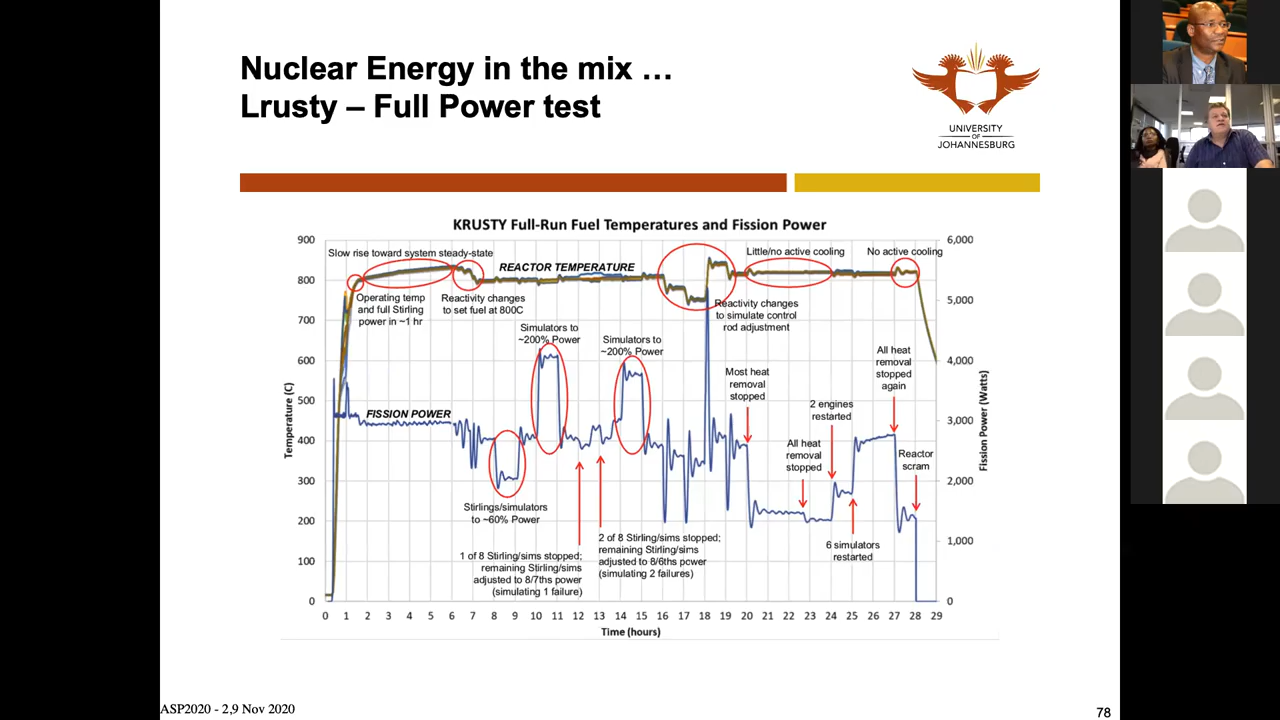 Nuclear Energy in the mix …
Lrusty – Full Power test
UNIVERSITY
OF
JOHANNESBURG
KRUSTY Full-Run Fuel Temperatures and Fission Power
900
800
700
600
500
400
300
200
100
0
Temperature (C)
6,000
5,000
4,000
3,000
2,000
1,000
0
Fission Power (Watts)
Slow rise toward system steady-state
REACTOR TEMPERATURE
Little/no active cooling
No active cooling
Operating temp
and full Stirling
power in ~1 hr
Reactivity changes
to set fuel at 800C
Reactivity changes
to simulate control
rod adjustment
Simulators to
~200% Power
Simulators to
~200% Power
Most heat
removal
stopped
All heat
removal
stopped
again
2 engines
restarted
FISSION POWER
All heat
removal
stopped
Reactor
scram
Stirlings/simulators
to ~60% Power
1 of 8 Stirling/sims stopped;
remaining Stirling/sims
adjusted to 8/7ths power
(simulating 1 failure)
2 of 8 Stirling/sims stopped;
remaining Stirling/sims
adjusted to 8/6ths power
(simulating 2 failures)
6 simulators
restarted
0 1 2 3 4 5 6 7 8 9 10 11 12 13 14 15 16 17 18 19 20 21 22 23 24 25 26 27 28 29
Time (hours)
ASP2020 - 2,9 Nov 2020
78